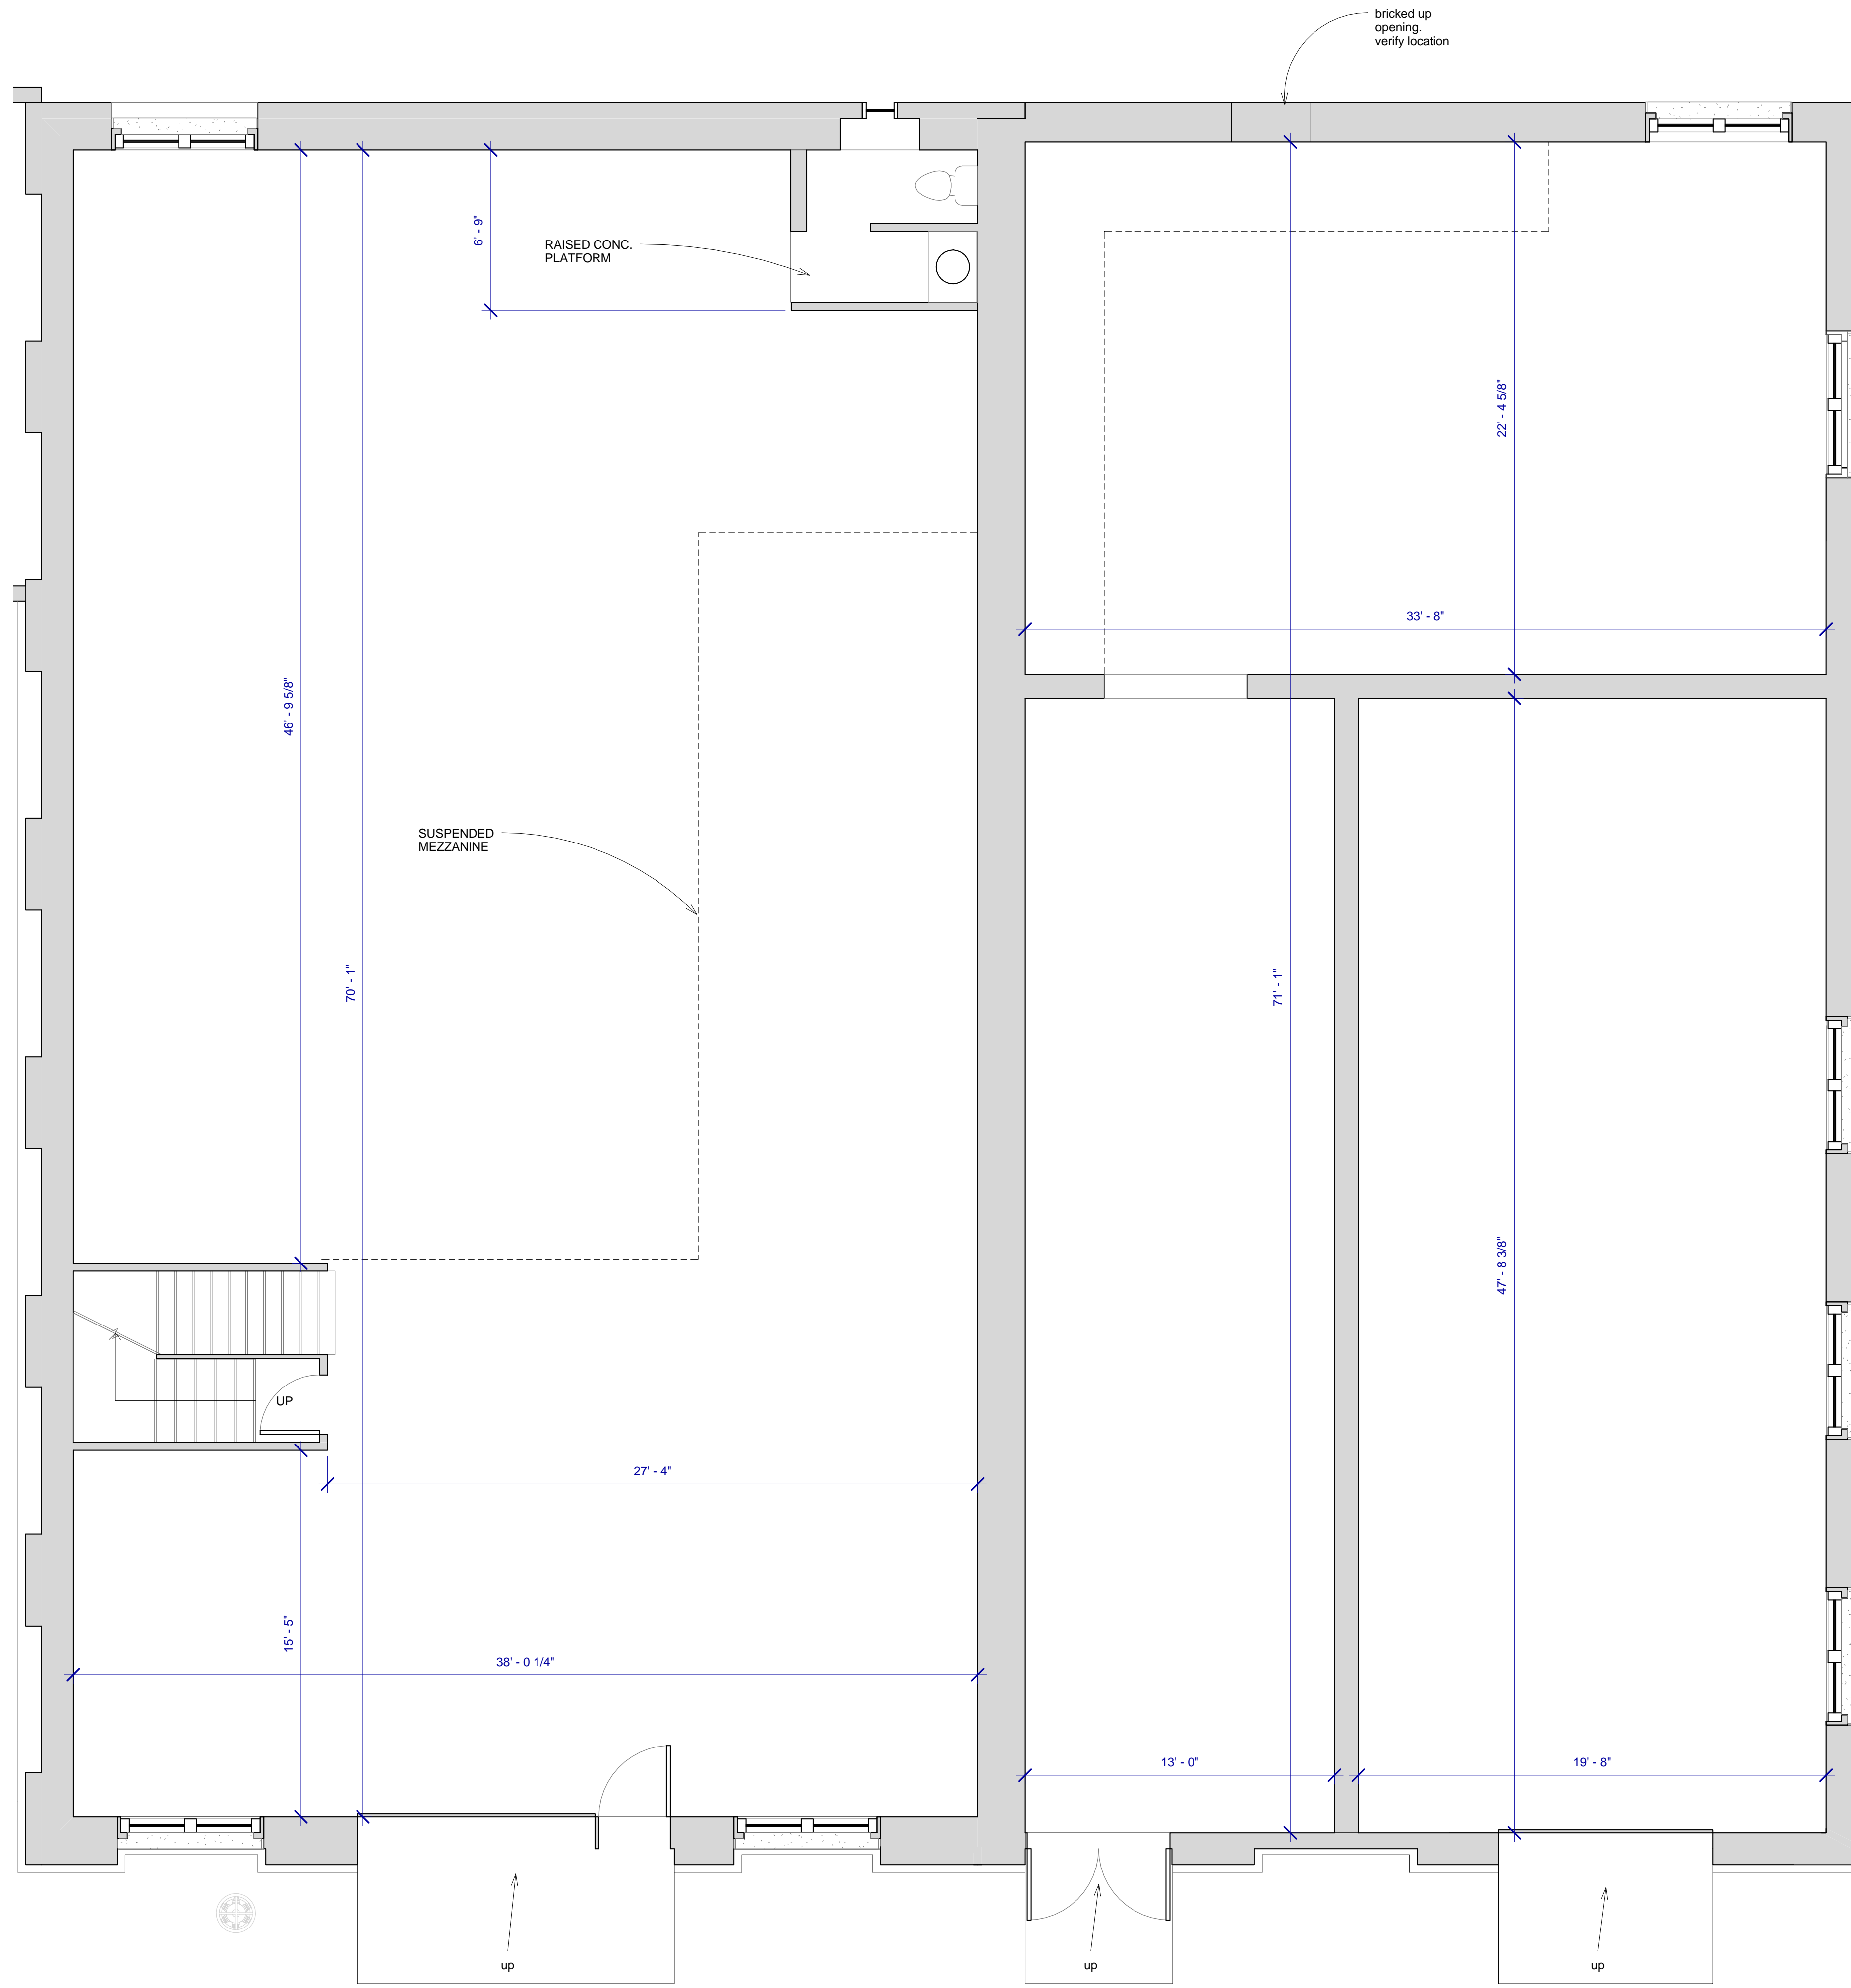 bricked up
opening.
verify location
6' - 9"
RAISED CONC.
PLATFORM
22' - 4 5/8"
33' - 8"
46' - 9 5/8"
SUSPENDED
MEZZANINE
70' - 1"
71' - 1"
47' - 8 3/8"
UP
27' - 4"
15' - 5"
38' - 0 1/4"
13' - 0"
19' - 8"
up
up
up